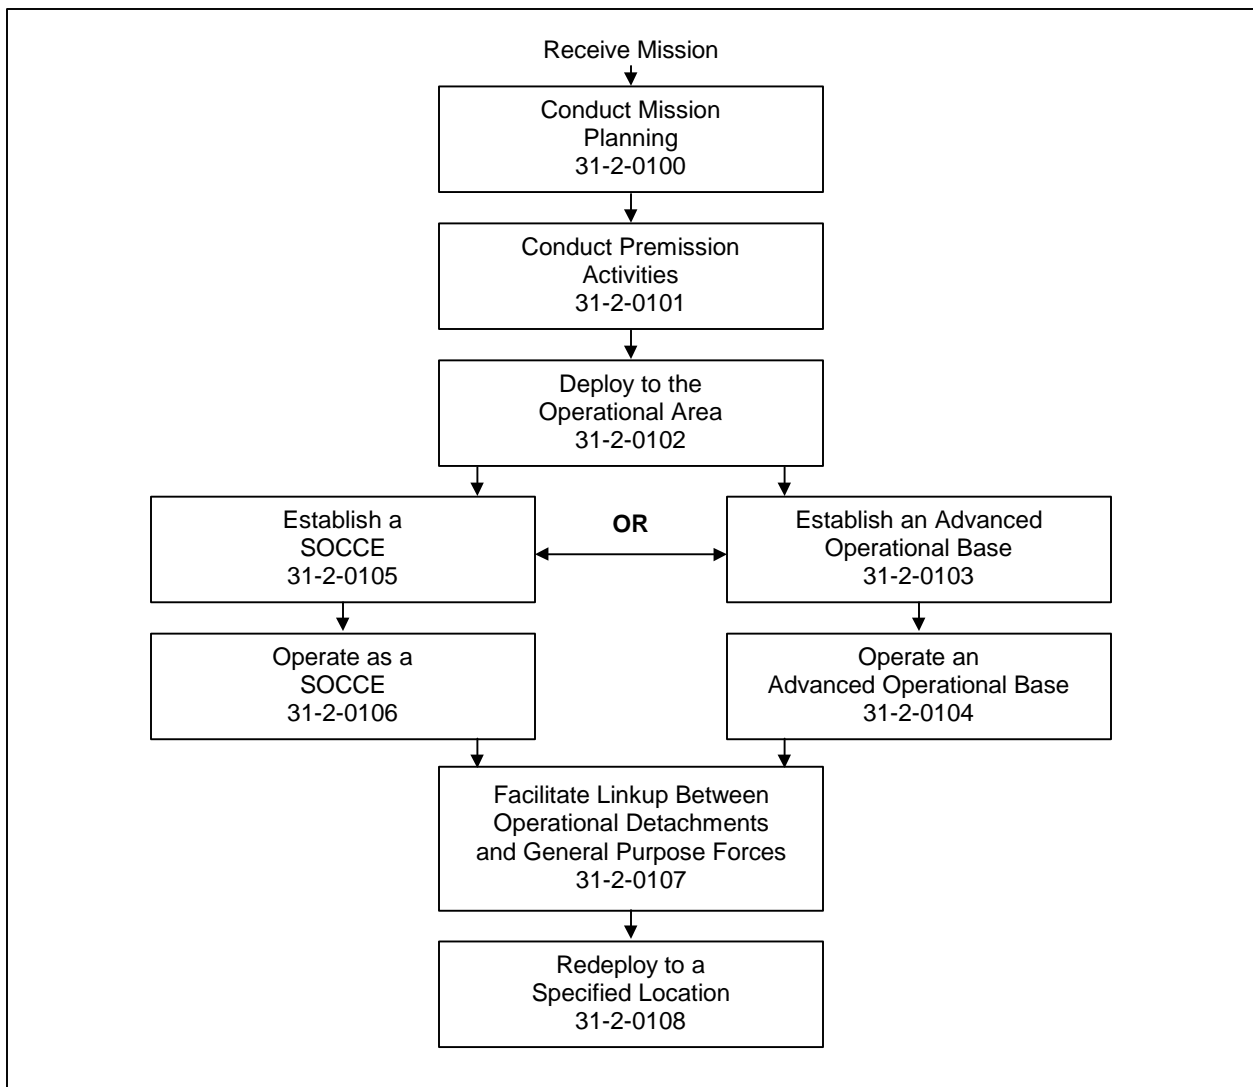 Receive Mission
Conduct Mission
Planning
31-2-0100
Conduct Premission
Activities
31-2-0101
Deploy to the
Operational Area
31-2-0102
Establish a
SOCCE
31-2-0105
OR
Establish an Advanced
Operational Base
31-2-0103
Operate as a
SOCCE
31-2-0106
Operate an
Advanced Operational Base
31-2-0104
Facilitate Linkup Between
Operational Detachments
and General Purpose Forces
31-2-0107
Redeploy to a
Specified Location
31-2-0108